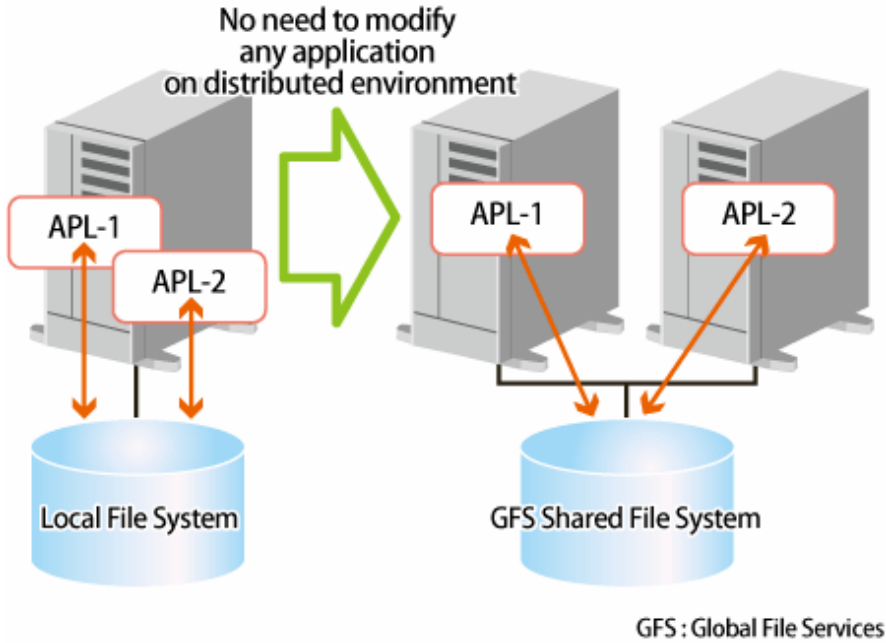 No need to modify
any application
on distributed environment
APL-1
APL-2
Local File System
APL-1
APL-2
GFS Shared File System
GFS : Global File Services